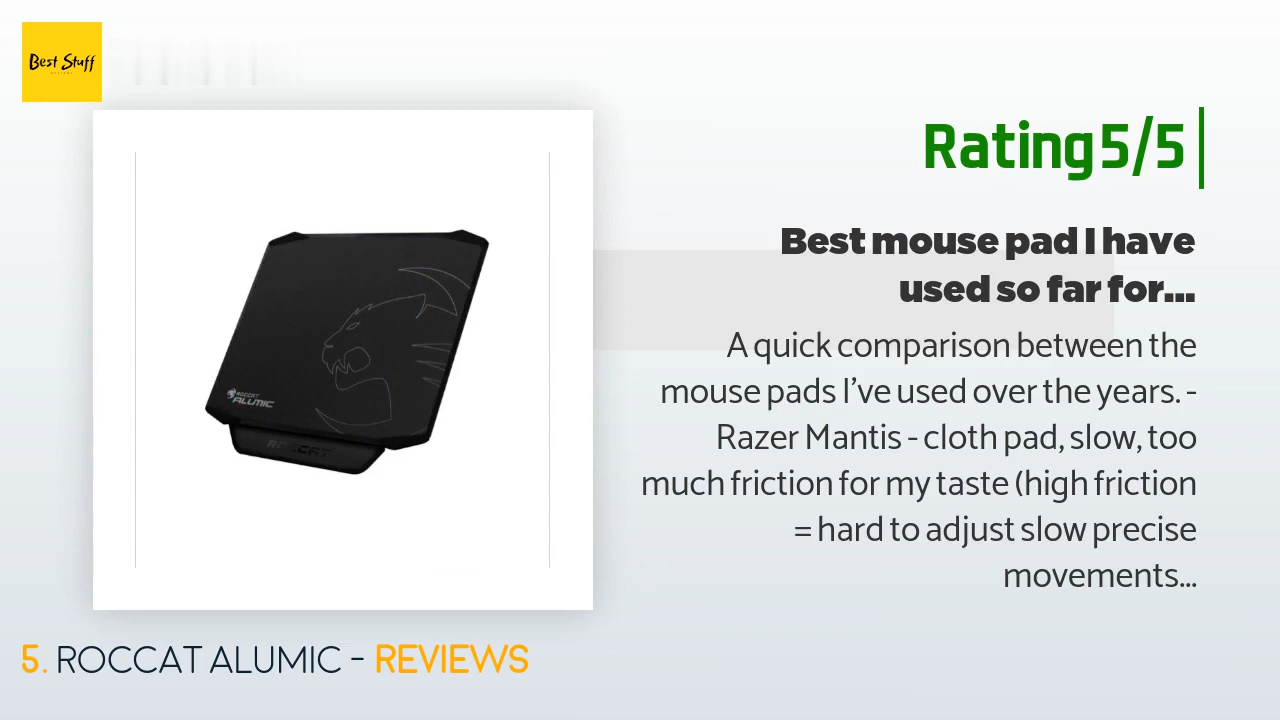 Best Stuff
Rating 5/5
Best mouse pad I have
used so far for...
A quick comparison between the
mouse pads I've used over the years. -
Razer Mantis - cloth pad, slow, too
much friction for my taste (high friction
= hard to adjust slow precise
movements...
ROCCAT
ALUMIC
ROCCAT
5. ROCCAT ALUMIC - REVIEWS